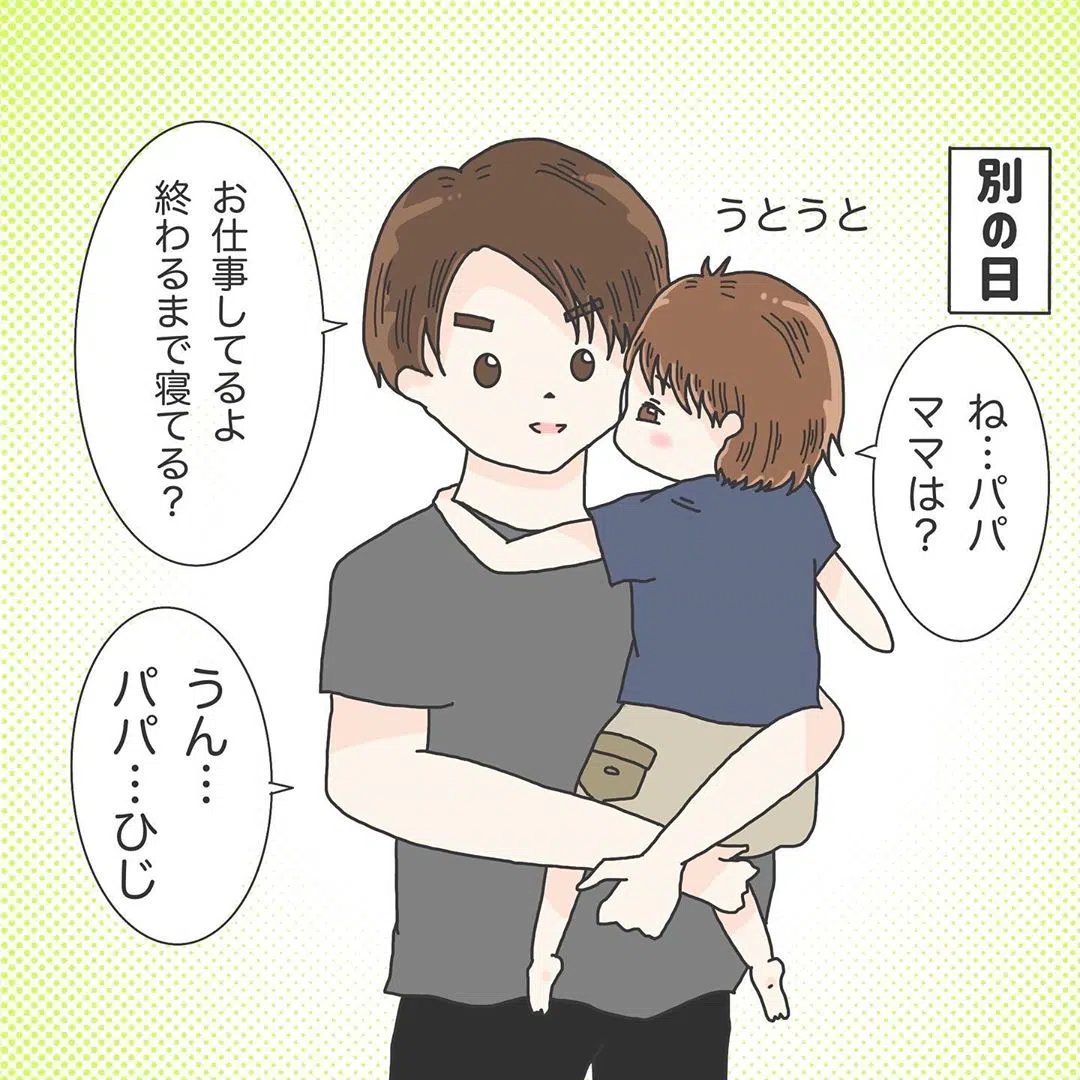 別の日
うとうと
ね…パパ
ママは?
お仕事してるよ
終わるまで寝てる?
うん…
パパ…ひじ